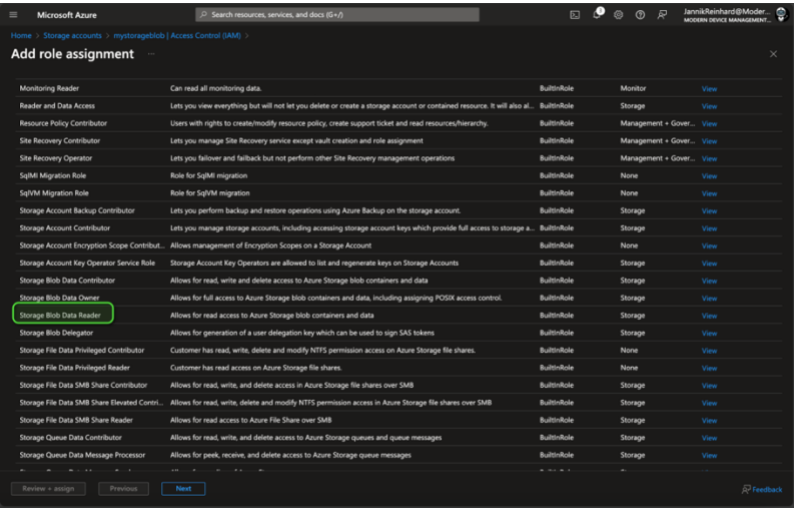 Microsoft Azure
Search resources, services, and docs (G+/)
JannikReinhard@Moder...
MODERN DEVICE MANAGEMENT...
Home > Storage accounts > mystorageblob | Access Control (IAM) >
Add role assignment ...
Monitoring Reader Can read all monitoring data. BuiltInRole Monitor View
Reader and Data Access Lets you view everything but will not let you delete or create a storage account or contained resource. It will also al... BuiltInRole Storage View
Resource Policy Contributor Users with rights to create/modify resource policy, create support ticket and read resources/hierarchy. BuiltInRole Management + Gover... View
Site Recovery Contributor Lets you manage Site Recovery service except vault creation and role assignment BuiltInRole Management + Gover... View
Site Recovery Operator Lets you failover and failback but not perform other Site Recovery management operations BuiltInRole Management + Gover... View
SqlMI Migration Role Role for SqlMI migration BuiltInRole None View
SqlVM Migration Role Role for SqlVM migration BuiltInRole None View
Storage Account Backup Contributor Lets you perform backup and restore operations using Azure Backup on the storage account. BuiltInRole Storage View
Storage Account Contributor Lets you manage storage accounts, including accessing storage account keys which provide full access to storage a... BuiltInRole Storage View
Storage Account Encryption Scope Contribut... Allows management of Encryption Scopes on a Storage Account BuiltInRole None View
Storage Account Key Operator Service Role Storage Account Key Operators are allowed to list and regenerate keys on Storage Accounts BuiltInRole Storage View
Storage Blob Data Contributor Allows for read, write and delete access to Azure Storage blob containers and data BuiltInRole Storage View
Storage Blob Data Owner Allows for full access to Azure Storage blob containers and data, including assigning POSIX access control. BuiltInRole Storage View
Storage Blob Data Reader Allows for read access to Azure Storage blob containers and data BuiltInRole Storage View
Storage Blob Delegator Allows for generation of a user delegation key which can be used to sign SAS tokens BuiltInRole Storage View
Storage File Data Privileged Contributor Customer has read, write, delete and modify NTFS permission access on Azure Storage file shares. BuiltInRole None View
Storage File Data Privileged Reader Customer has read access on Azure Storage file shares. BuiltInRole None View
Storage File Data SMB Share Contributor Allows for read, write, and delete access in Azure Storage file shares over SMB BuiltInRole Storage View
Storage File Data SMB Share Elevated Contri... Allows for read, write, delete and modify NTFS permission access in Azure Storage file shares over SMB BuiltInRole Storage View
Storage File Data SMB Share Reader Allows for read access to Azure File Share over SMB BuiltInRole Storage View
Storage Queue Data Contributor Allows for read, write, and delete access to Azure Storage queues and queue messages BuiltInRole Storage View
Storage Queue Data Message Processor Allows for peek, receive, and delete access to Azure Storage queue messages BuiltInRole Storage View
Review + assign Previous Next Feedback